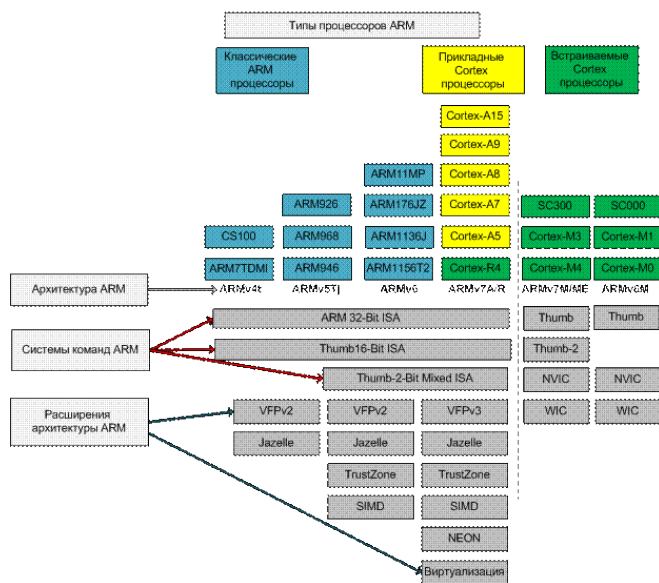 Типы процессоров ARM
Классические
ARM
процессоры
Прикладные
Cortex
процессоры
Встраиваемые
Cortex
процессоры
Cortex-A15
Cortex-A9
ARM11MP
Cortex-A8
ARM926
ARM176JZ
Cortex-A7
SC300
SC000
CS100
ARM968
ARM1136J
Cortex-A5
Cortex-M3
Cortex-M1
ARM7TDMI
ARM946
ARM1156T2
Cortex-R4
Cortex-M4
Cortex-M0
Архитектура ARM
ARMv4t
ARMv5Tj
ARMv6
ARMv7A/R
ARMv7M/ME
ARMv6M
ARM 32-Bit ISA
Thumb
Thumb
Системы команд ARM
Thumb16-Bit ISA
Thumb-2
Thumb-2-Bit Mixed ISA
NVIC
NVIC
Расширения
архитектуры ARM
VFPv2
VFPv2
VFPv3
WIC
WIC
Jazelle
Jazelle
Jazelle
TrustZone
TrustZone
SIMD
SIMD
NEON
Виртуализация